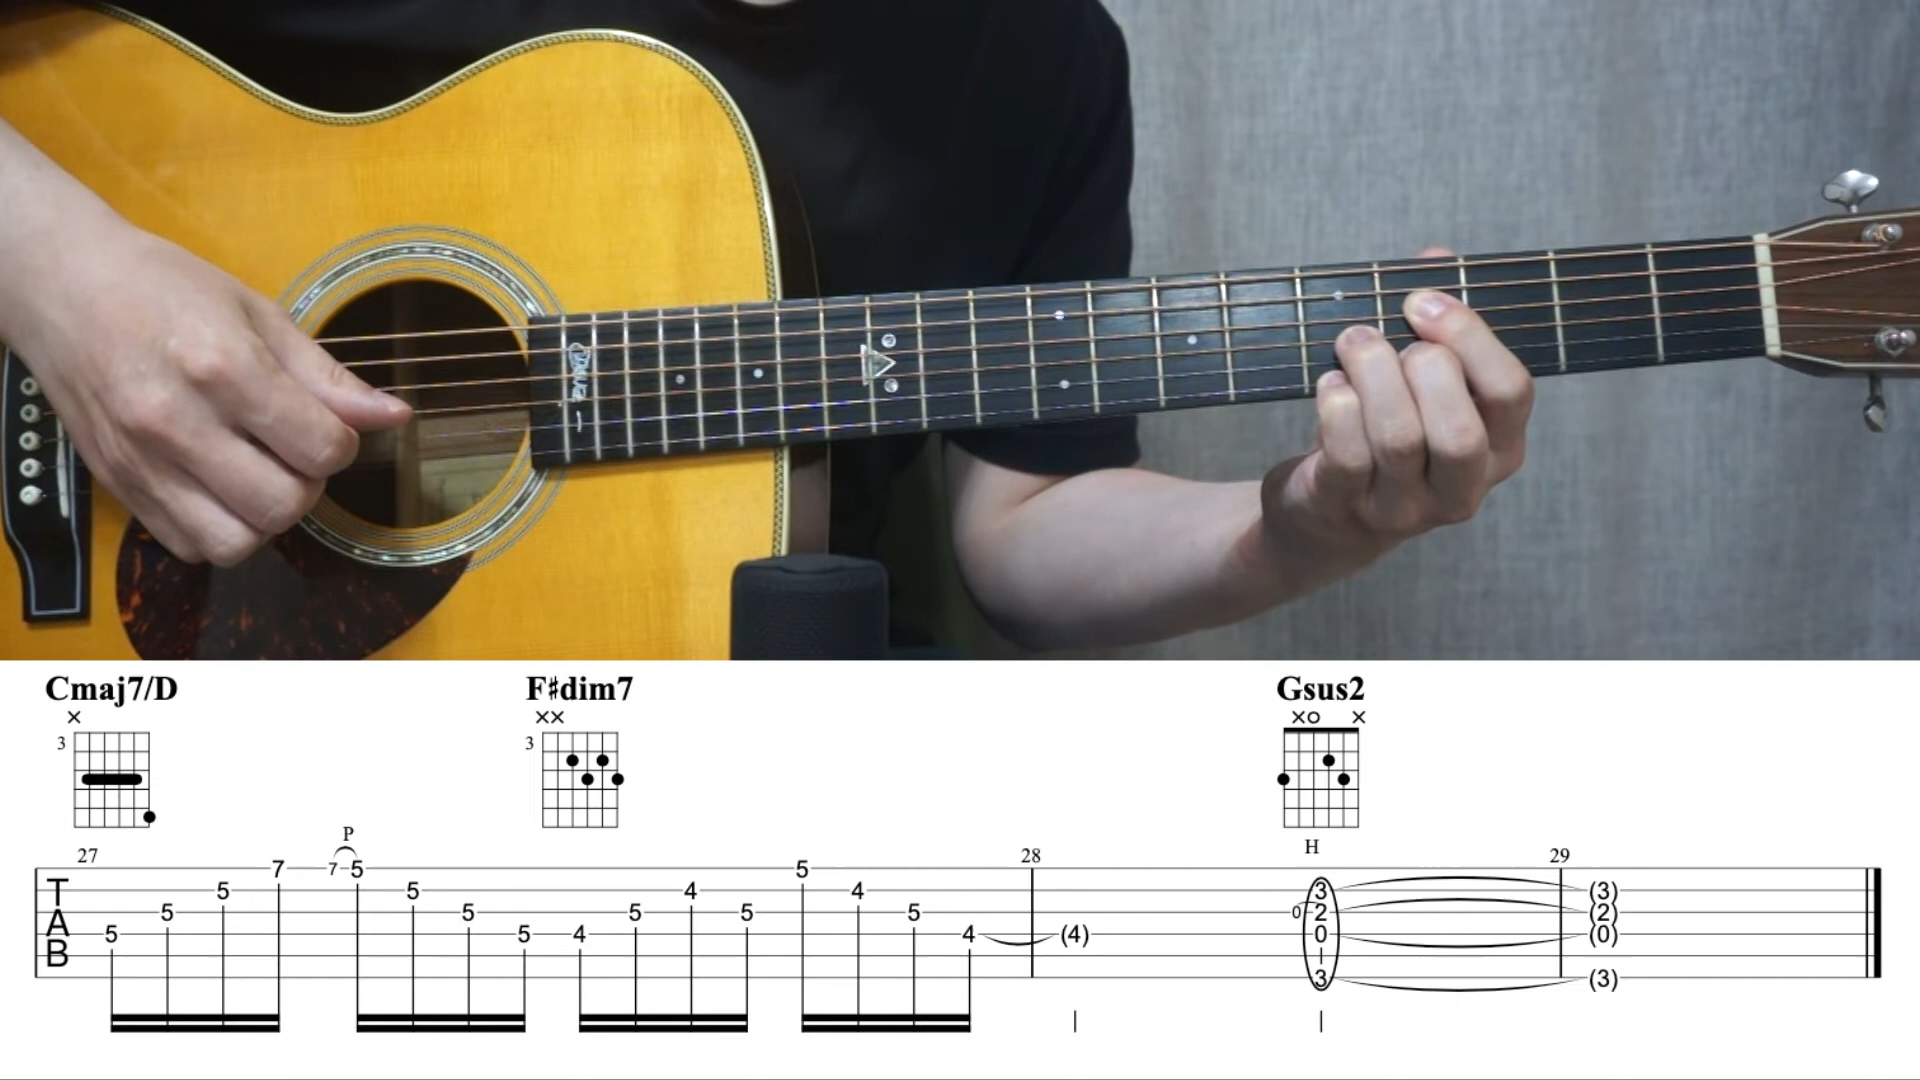 Cmaj7/D F♯dim7 Gsus2
× ×× ×o ×
3 3
P H
27 28 29
7 7 5 5
5 5 4 4 3 (3)
5 5 5 5 5 0 2 (2)
5 5 4 4 (4) 0 (0)
3 (3)
T
A
B